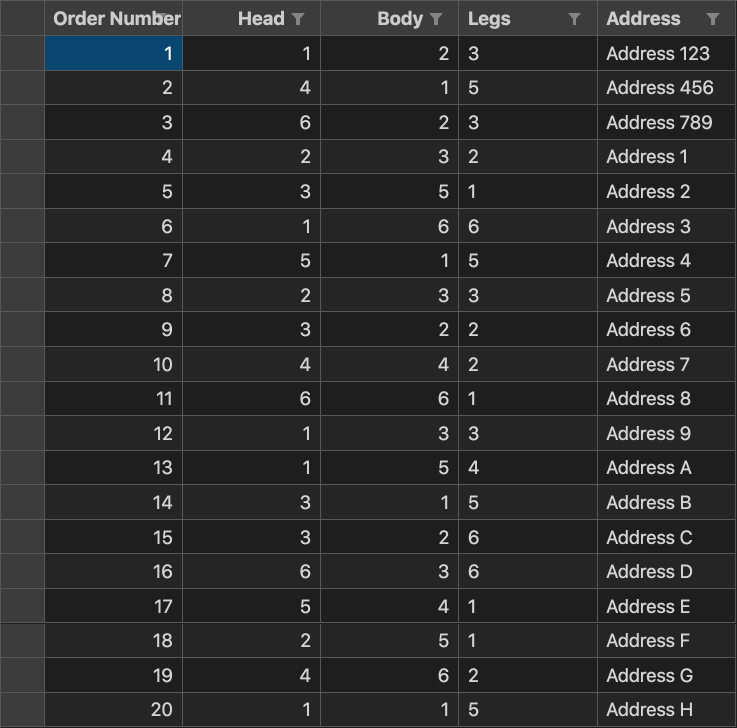 Order Number Head Body Legs Address
1 1 2 3 Address 123
2 4 1 5 Address 456
3 6 2 3 Address 789
4 2 3 2 Address 1
5 3 5 1 Address 2
6 1 6 6 Address 3
7 5 1 5 Address 4
8 2 3 3 Address 5
9 3 2 2 Address 6
10 4 4 2 Address 7
11 6 6 1 Address 8
12 1 3 3 Address 9
13 1 5 4 Address A
14 3 1 5 Address B
15 3 2 6 Address C
16 6 3 6 Address D
17 5 4 1 Address E
18 2 5 1 Address F
19 4 6 2 Address G
20 1 1 5 Address H